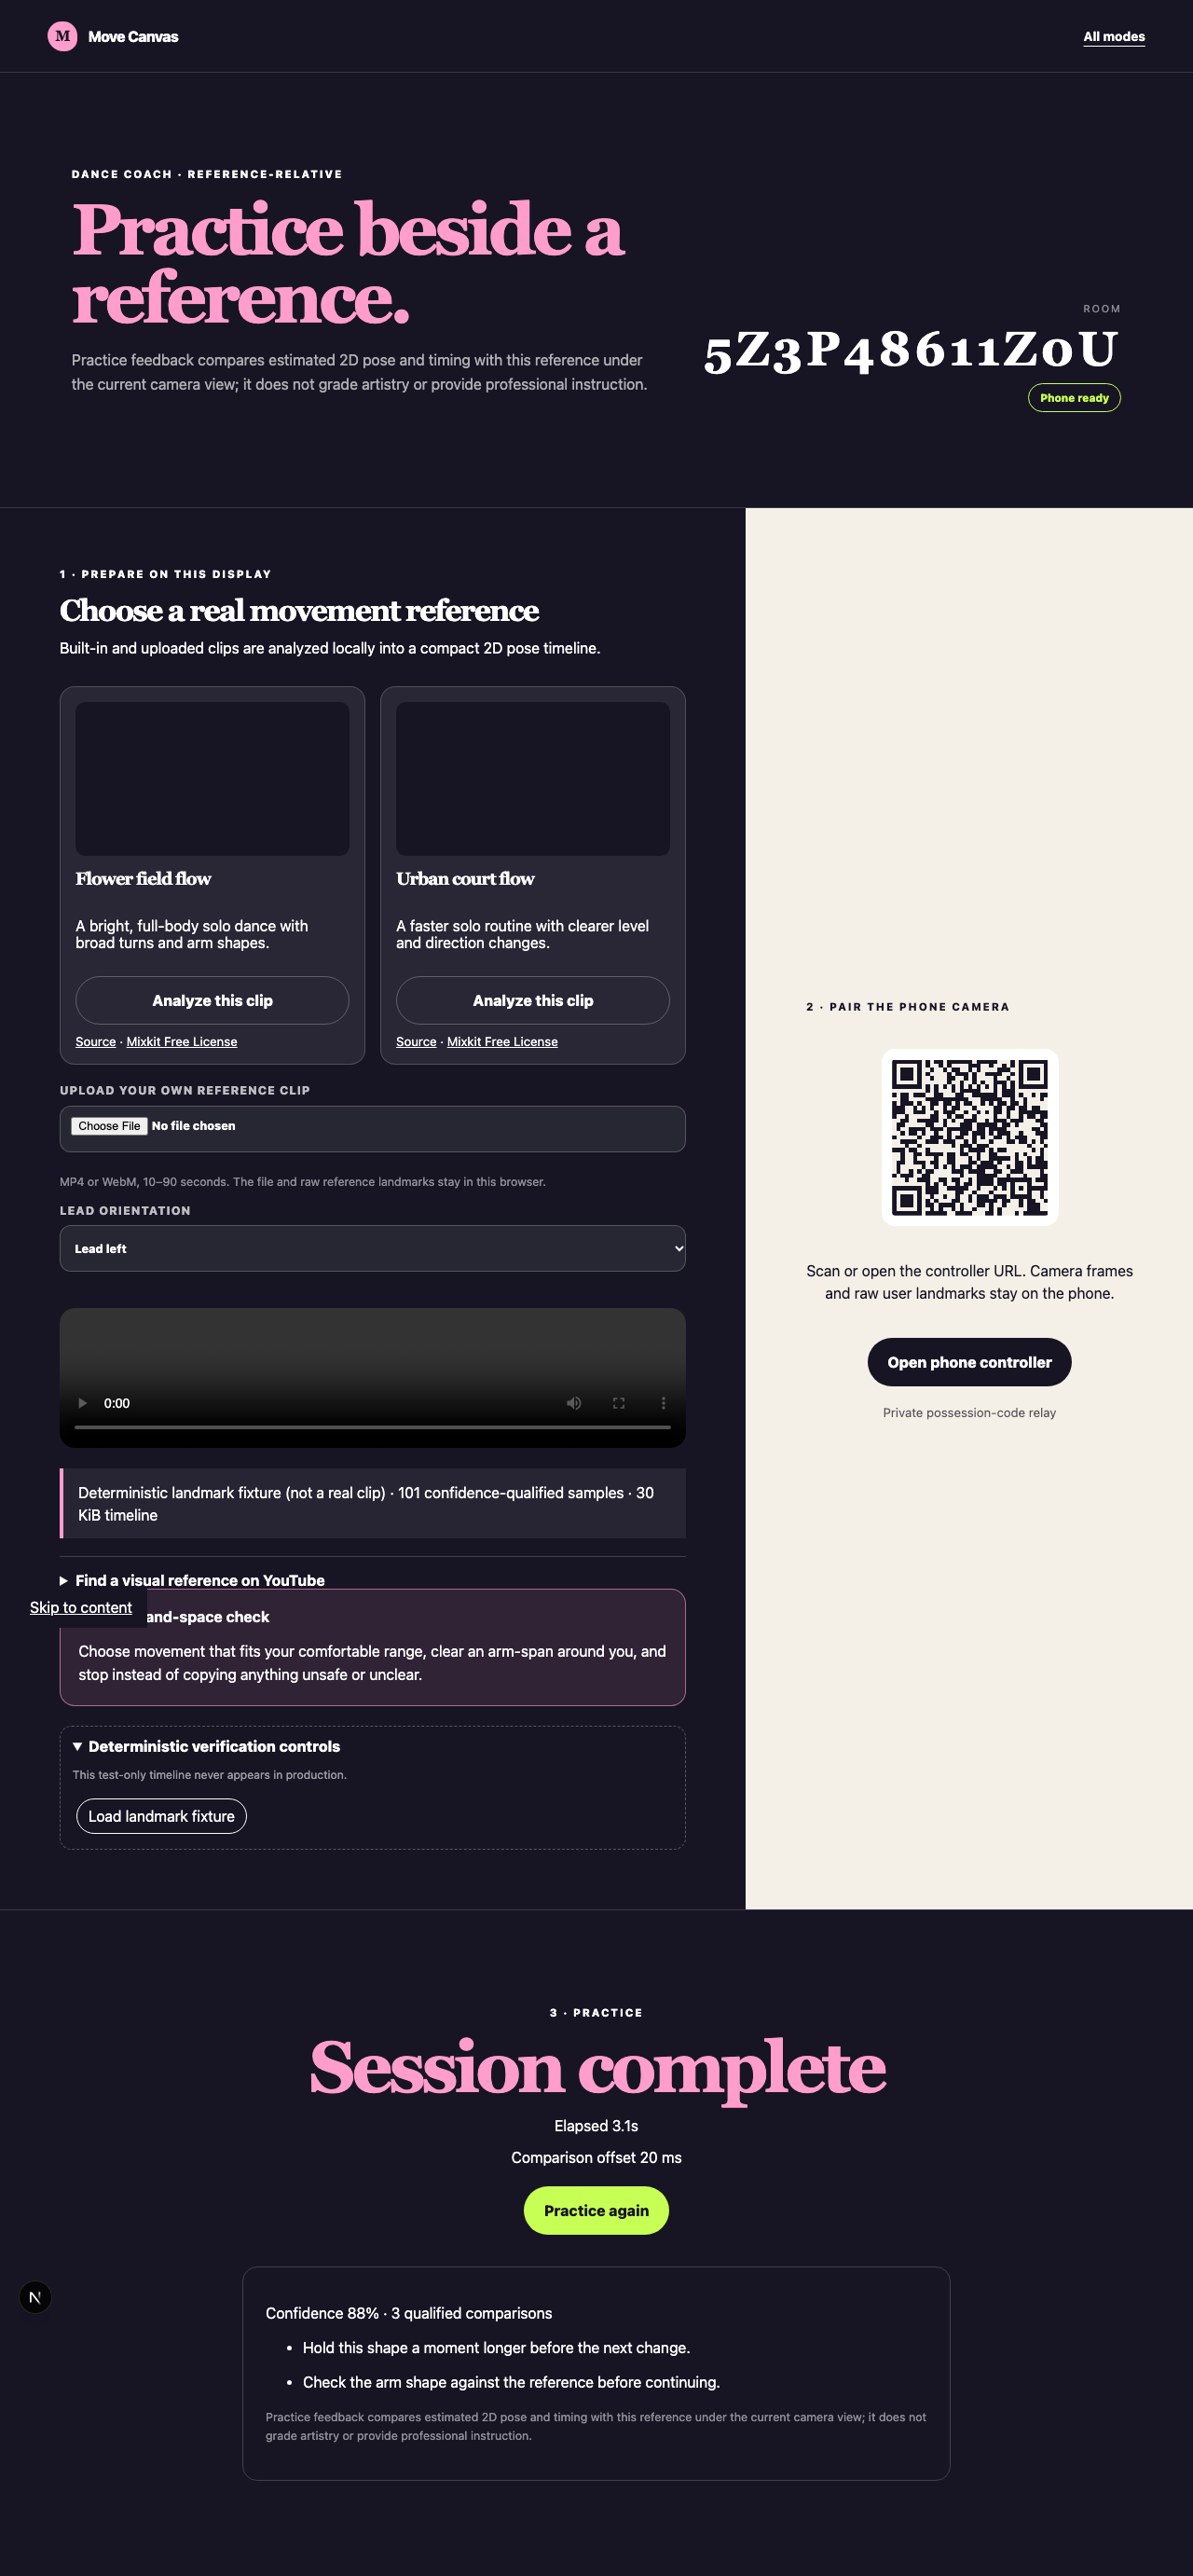 M
Move Canvas
All modes
DANCE COACH · REFERENCE-RELATIVE
Practice beside a
reference.
Practice feedback compares estimated 2D pose and timing with this reference under
the current camera view; it does not grade artistry or provide professional instruction.
ROOM
5Z3P48611Z0U
Phone ready
1 · PREPARE ON THIS DISPLAY
Choose a real movement reference
Built-in and uploaded clips are analyzed locally into a compact 2D pose timeline.
Flower field flow
A bright, full-body solo dance with
broad turns and arm shapes.
Analyze this clip
Source · Mixkit Free License
Urban court flow
A faster solo routine with clearer level
and direction changes.
Analyze this clip
Source · Mixkit Free License
UPLOAD YOUR OWN REFERENCE CLIP
Choose File No file chosen
MP4 or WebM, 10–90 seconds. The file and raw reference landmarks stay in this browser.
LEAD ORIENTATION
Lead left
0:00
Deterministic landmark fixture (not a real clip) · 101 confidence-qualified samples · 30
KiB timeline
Find a visual reference on YouTube
Skip to content
and-space check
Choose movement that fits your comfortable range, clear an arm-span around you, and
stop instead of copying anything unsafe or unclear.
Deterministic verification controls
This test-only timeline never appears in production.
Load landmark fixture
2 · PAIR THE PHONE CAMERA
Scan or open the controller URL. Camera frames
and raw user landmarks stay on the phone.
Open phone controller
Private possession-code relay
3 · PRACTICE
Session complete
Elapsed 3.1s
Comparison offset 20 ms
Practice again
N
Confidence 88% · 3 qualified comparisons
• Hold this shape a moment longer before the next change.
• Check the arm shape against the reference before continuing.
Practice feedback compares estimated 2D pose and timing with this reference under the current camera view; it does not
grade artistry or provide professional instruction.